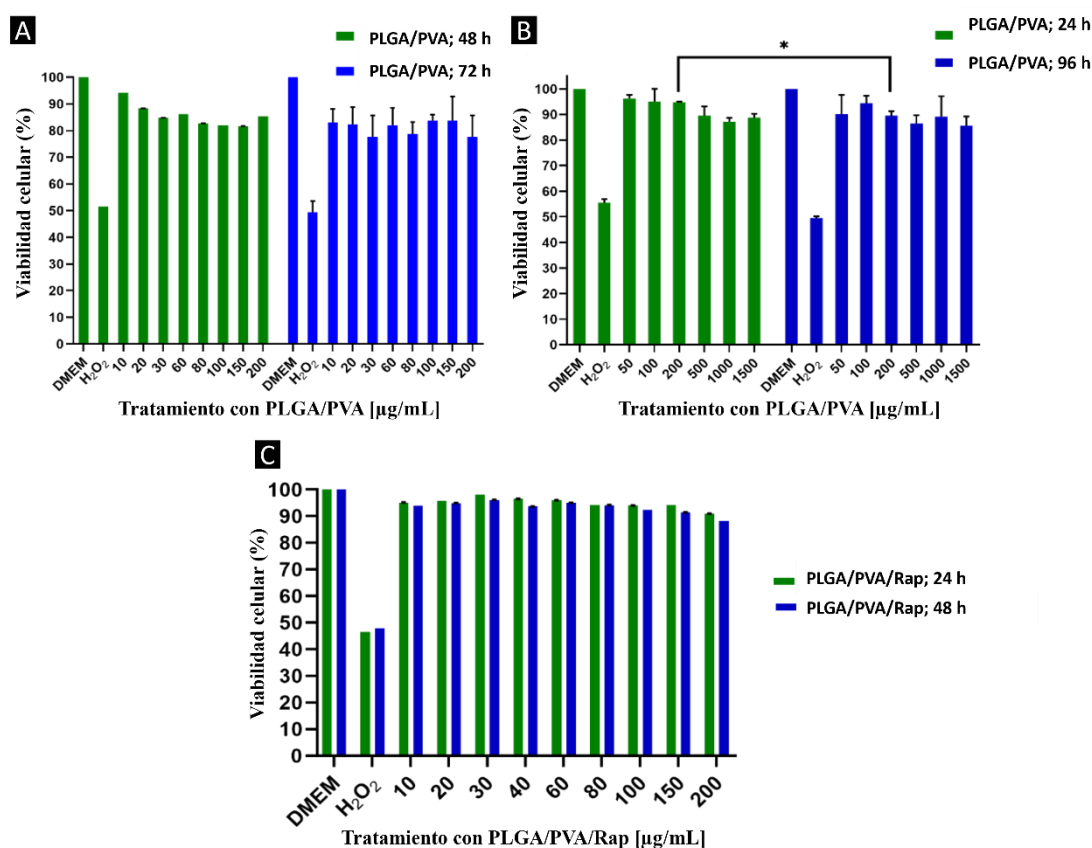 A
PLGA/PVA; 48 h
PLGA/PVA; 72 h
Viabilidad celular (%)
100
90
80
70
60
50
40
30
20
10
0
DMEM H₂O₂ 10 20 30 60 80 100 150 200 DMEM H₂O₂ 10 20 30 60 80 100 150 200
Tratamiento con PLGA/PVA [µg/mL]
B
PLGA/PVA; 24 h
PLGA/PVA; 96 h
*
Viabilidad celular (%)
100
90
80
70
60
50
40
30
20
10
0
DMEM H₂O₂ 50 100 200 500 1000 1500 DMEM H₂O₂ 50 100 200 500 1000 1500
Tratamiento con PLGA/PVA [µg/mL]
C
Viabilidad celular (%)
100
90
80
70
60
50
40
30
20
10
0
PLGA/PVA/Rap; 24 h
PLGA/PVA/Rap; 48 h
DMEM H₂O₂ 10 20 30 40 60 80 100 150 200
Tratamiento con PLGA/PVA/Rap [µg/mL]